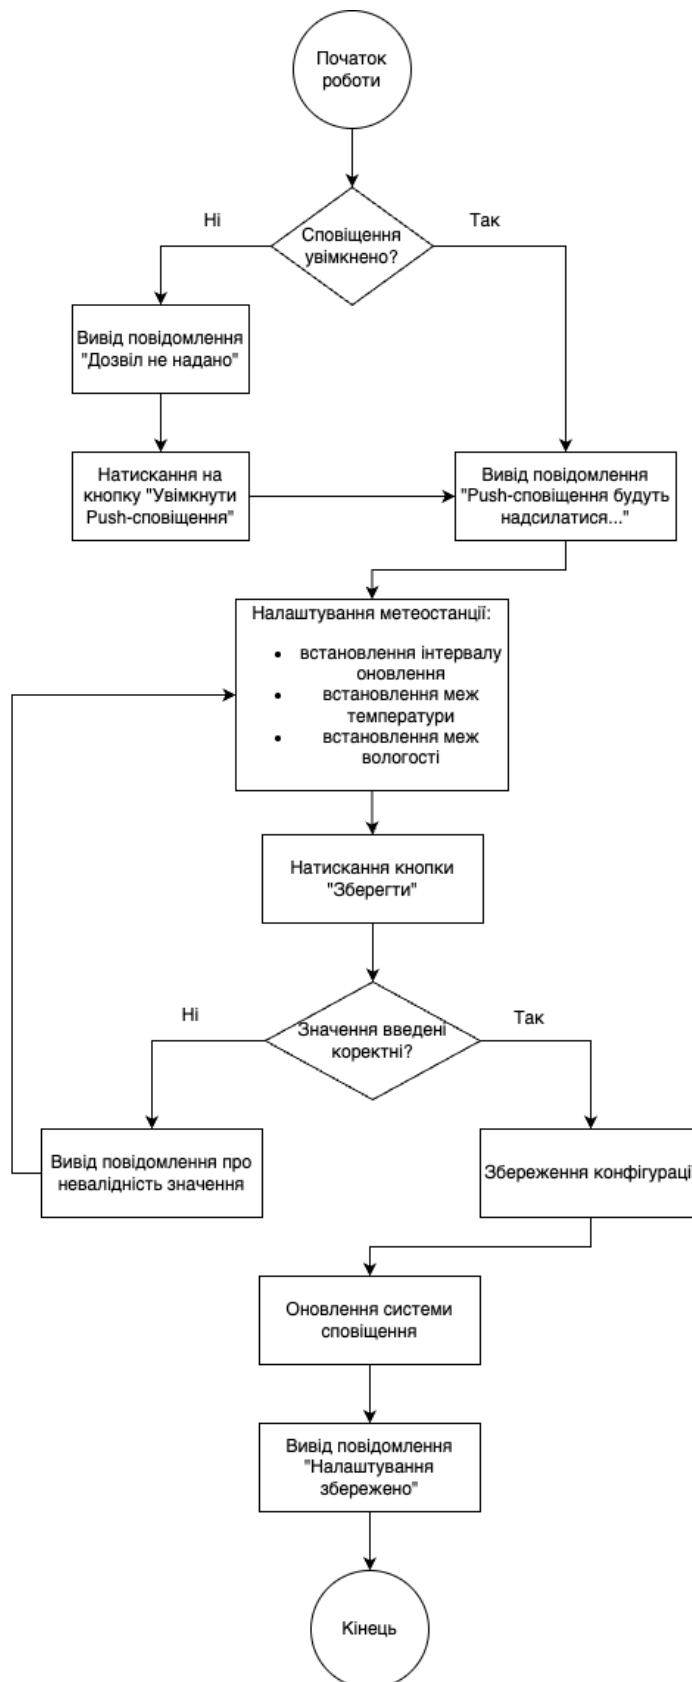 Початок
роботи
Ні
Так
Сповіщення
увімкнено?
Вивід повідомлення
"Дозвіл не надано"
Натискання на
кнопку "Увімкнути
Push-сповіщення"
Вивід повідомлення
"Push-сповіщення будуть
надсилатися..."
Налаштування метеостанції:
• встановлення інтервалу
оновлення
• встановлення меж
температури
• встановлення меж
вологості
Натискання кнопки
"Зберегти"
Ні
Так
Значення введені
коректні?
Вивід повідомлення про
невалідність значення
Збереження конфігурації
Оновлення системи
сповіщення
Вивід повідомлення
"Налаштування
збережено"
Кінець